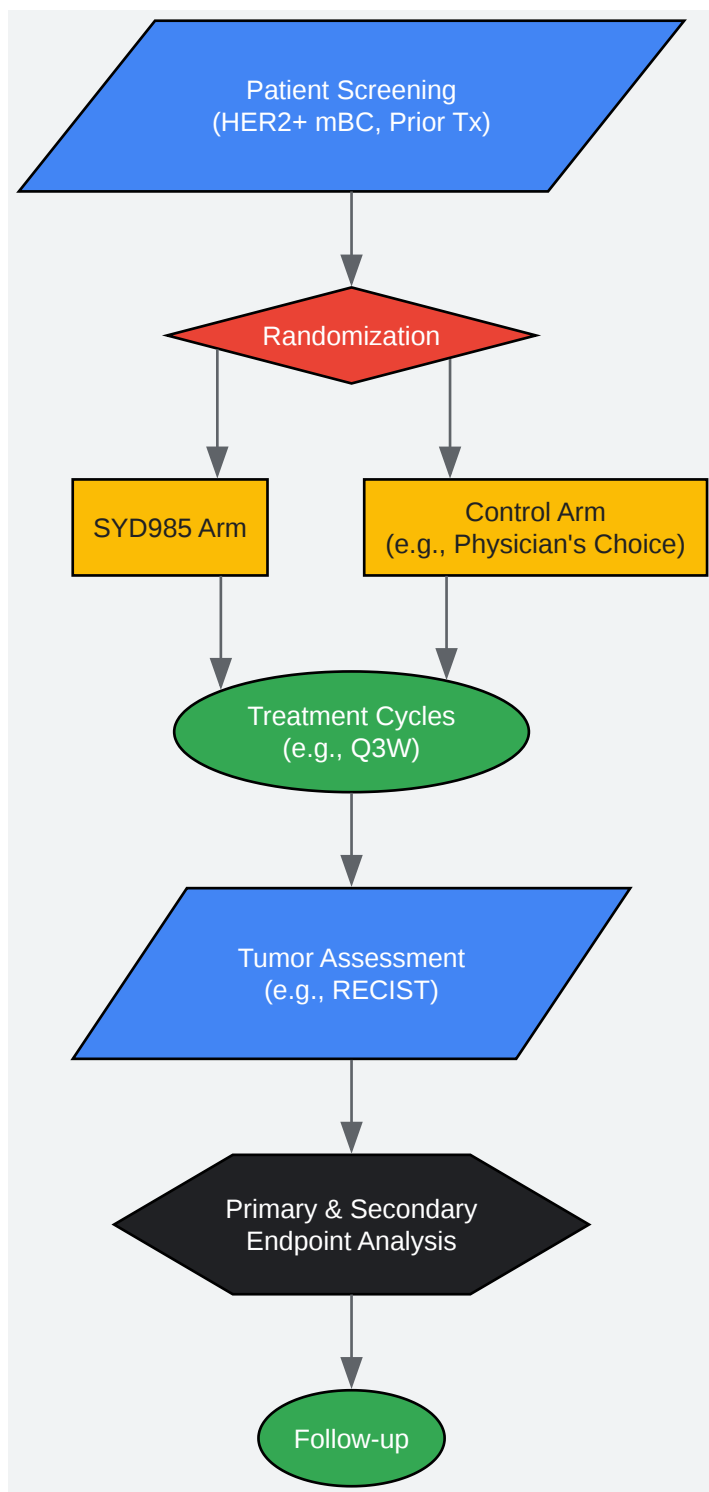 Patient Screening
(HER2+ mBC, Prior Tx)
Randomization
SYD985 Arm
Control Arm
(e.g., Physician's Choice)
Treatment Cycles
(e.g., Q3W)
Tumor Assessment
(e.g., RECIST)
Primary & Secondary
Endpoint Analysis
Follow-up